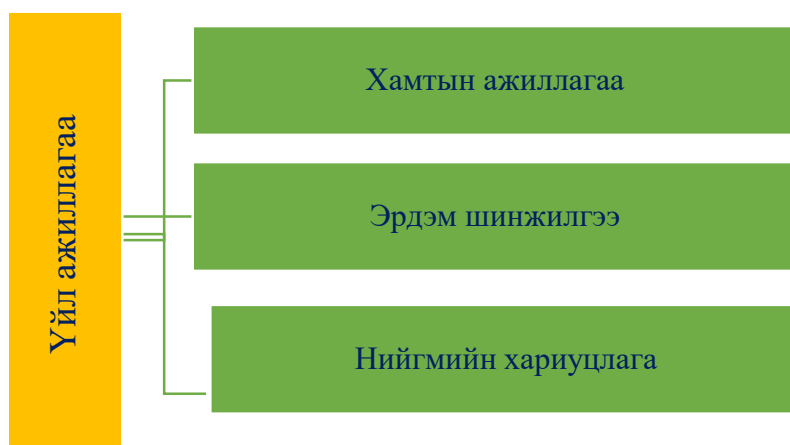 Үйл ажиллагаа
Хамтын ажиллагаа
Эрдэм шинжилгээ
Нийгмийн хариуцлага